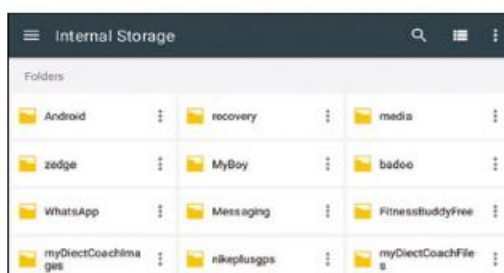 Internal Storage
Folders
Android recovery media
zedge MyBoy badoo
WhatsApp Messaging FitnessBuddyFree
myDiectCoachIma nikeplusgps myDiectCoachFile
ges s